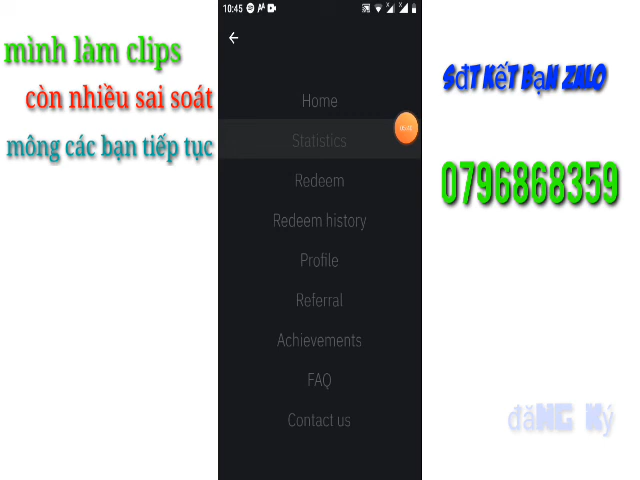 mình làm clips
còn nhiều sai soát
mông các bạn tiếp tục
10:45
Home
Statistics
Redeem
Redeem history
Profile
Referral
Achievements
FAQ
Contact us
SĐT KẾT BẠN ZALO
0796868359
đăNG Ký